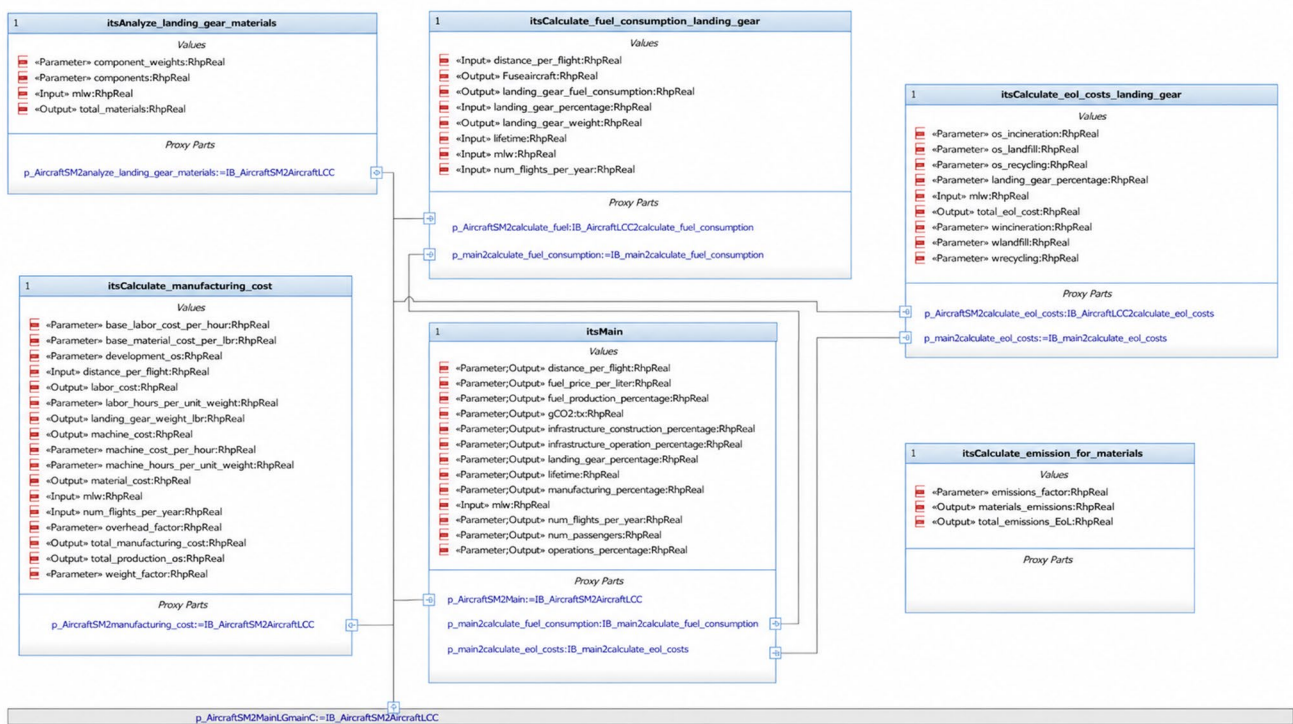 1
itsAnalyze_landing_gear_materials
Values
«Parameter» component_weights:RhpReal
«Parameter» components:RhpReal
«Input» mlw:RhpReal
«Output» total_materials:RhpReal
Proxy Parts
p_AircraftSM2analyze_landing_gear_materials:=IB_AircraftSM2AircraftLCC
1
itsCalculate_fuel_consumption_landing_gear
Values
«Input» distance_per_flight:RhpReal
«Output» Fuseaircraft:RhpReal
«Output» landing_gear_fuel_consumption:RhpReal
«Input» landing_gear_percentage:RhpReal
«Output» landing_gear_weight:RhpReal
«Input» lifetime:RhpReal
«Input» mlw:RhpReal
«Input» num_flights_per_year:RhpReal
Proxy Parts
p_AircraftSM2calculate_fuel:IB_AircraftLCC2calculate_fuel_consumption
p_main2calculate_fuel_consumption:=IB_main2calculate_fuel_consumption
1
itsCalculate_eol_costs_landing_gear
Values
«Parameter» os_incineration:RhpReal
«Parameter» os_landfill:RhpReal
«Parameter» os_recycling:RhpReal
«Parameter» landing_gear_percentage:RhpReal
«Input» mlw:RhpReal
«Output» total_eol_cost:RhpReal
«Parameter» wincineration:RhpReal
«Parameter» wlandfill:RhpReal
«Parameter» wrecycling:RhpReal
Proxy Parts
p_AircraftSM2calculate_eol_costs:IB_AircraftLCC2calculate_eol_costs
p_main2calculate_eol_costs:=IB_main2calculate_eol_costs
1
itsCalculate_manufacturing_cost
Values
«Parameter» base_labor_cost_per_hour:RhpReal
«Parameter» base_material_cost_per_lbr:RhpReal
«Parameter» development_os:RhpReal
«Input» distance_per_flight:RhpReal
«Output» labor_cost:RhpReal
«Parameter» labor_hours_per_unit_weight:RhpReal
«Output» landing_gear_weight_lbr:RhpReal
«Output» machine_cost:RhpReal
«Parameter» machine_cost_per_hour:RhpReal
«Parameter» machine_hours_per_unit_weight:RhpReal
«Output» material_cost:RhpReal
«Input» mlw:RhpReal
«Input» num_flights_per_year:RhpReal
«Parameter» overhead_factor:RhpReal
«Output» total_manufacturing_cost:RhpReal
«Output» total_production_os:RhpReal
«Parameter» weight_factor:RhpReal
Proxy Parts
p_AircraftSM2manufacturing_cost:=IB_AircraftSM2AircraftLCC
1
itsMain
Values
«Parameter;Output» distance_per_flight:RhpReal
«Parameter;Output» fuel_price_per_liter:RhpReal
«Parameter;Output» fuel_production_percentage:RhpReal
«Parameter;Output» gCO2:tx:RhpReal
«Parameter;Output» infrastructure_construction_percentage:RhpReal
«Parameter;Output» infrastructure_operation_percentage:RhpReal
«Parameter;Output» landing_gear_percentage:RhpReal
«Parameter;Output» lifetime:RhpReal
«Parameter;Output» manufacturing_percentage:RhpReal
«Input» mlw:RhpReal
«Parameter;Output» num_flights_per_year:RhpReal
«Parameter;Output» num_passengers:RhpReal
«Parameter;Output» operations_percentage:RhpReal
Proxy Parts
p_AircraftSM2Main:=IB_AircraftSM2AircraftLCC
p_main2calculate_fuel_consumption:IB_main2calculate_fuel_consumption
p_main2calculate_eol_costs:IB_main2calculate_eol_costs
1
itsCalculate_emission_for_materials
Values
«Parameter» emissions_factor:RhpReal
«Output» materials_emissions:RhpReal
«Output» total_emissions_EoL:RhpReal
Proxy Parts
p_AircraftSM2MainLGmainC:=IB_AircraftSM2AircraftLCC